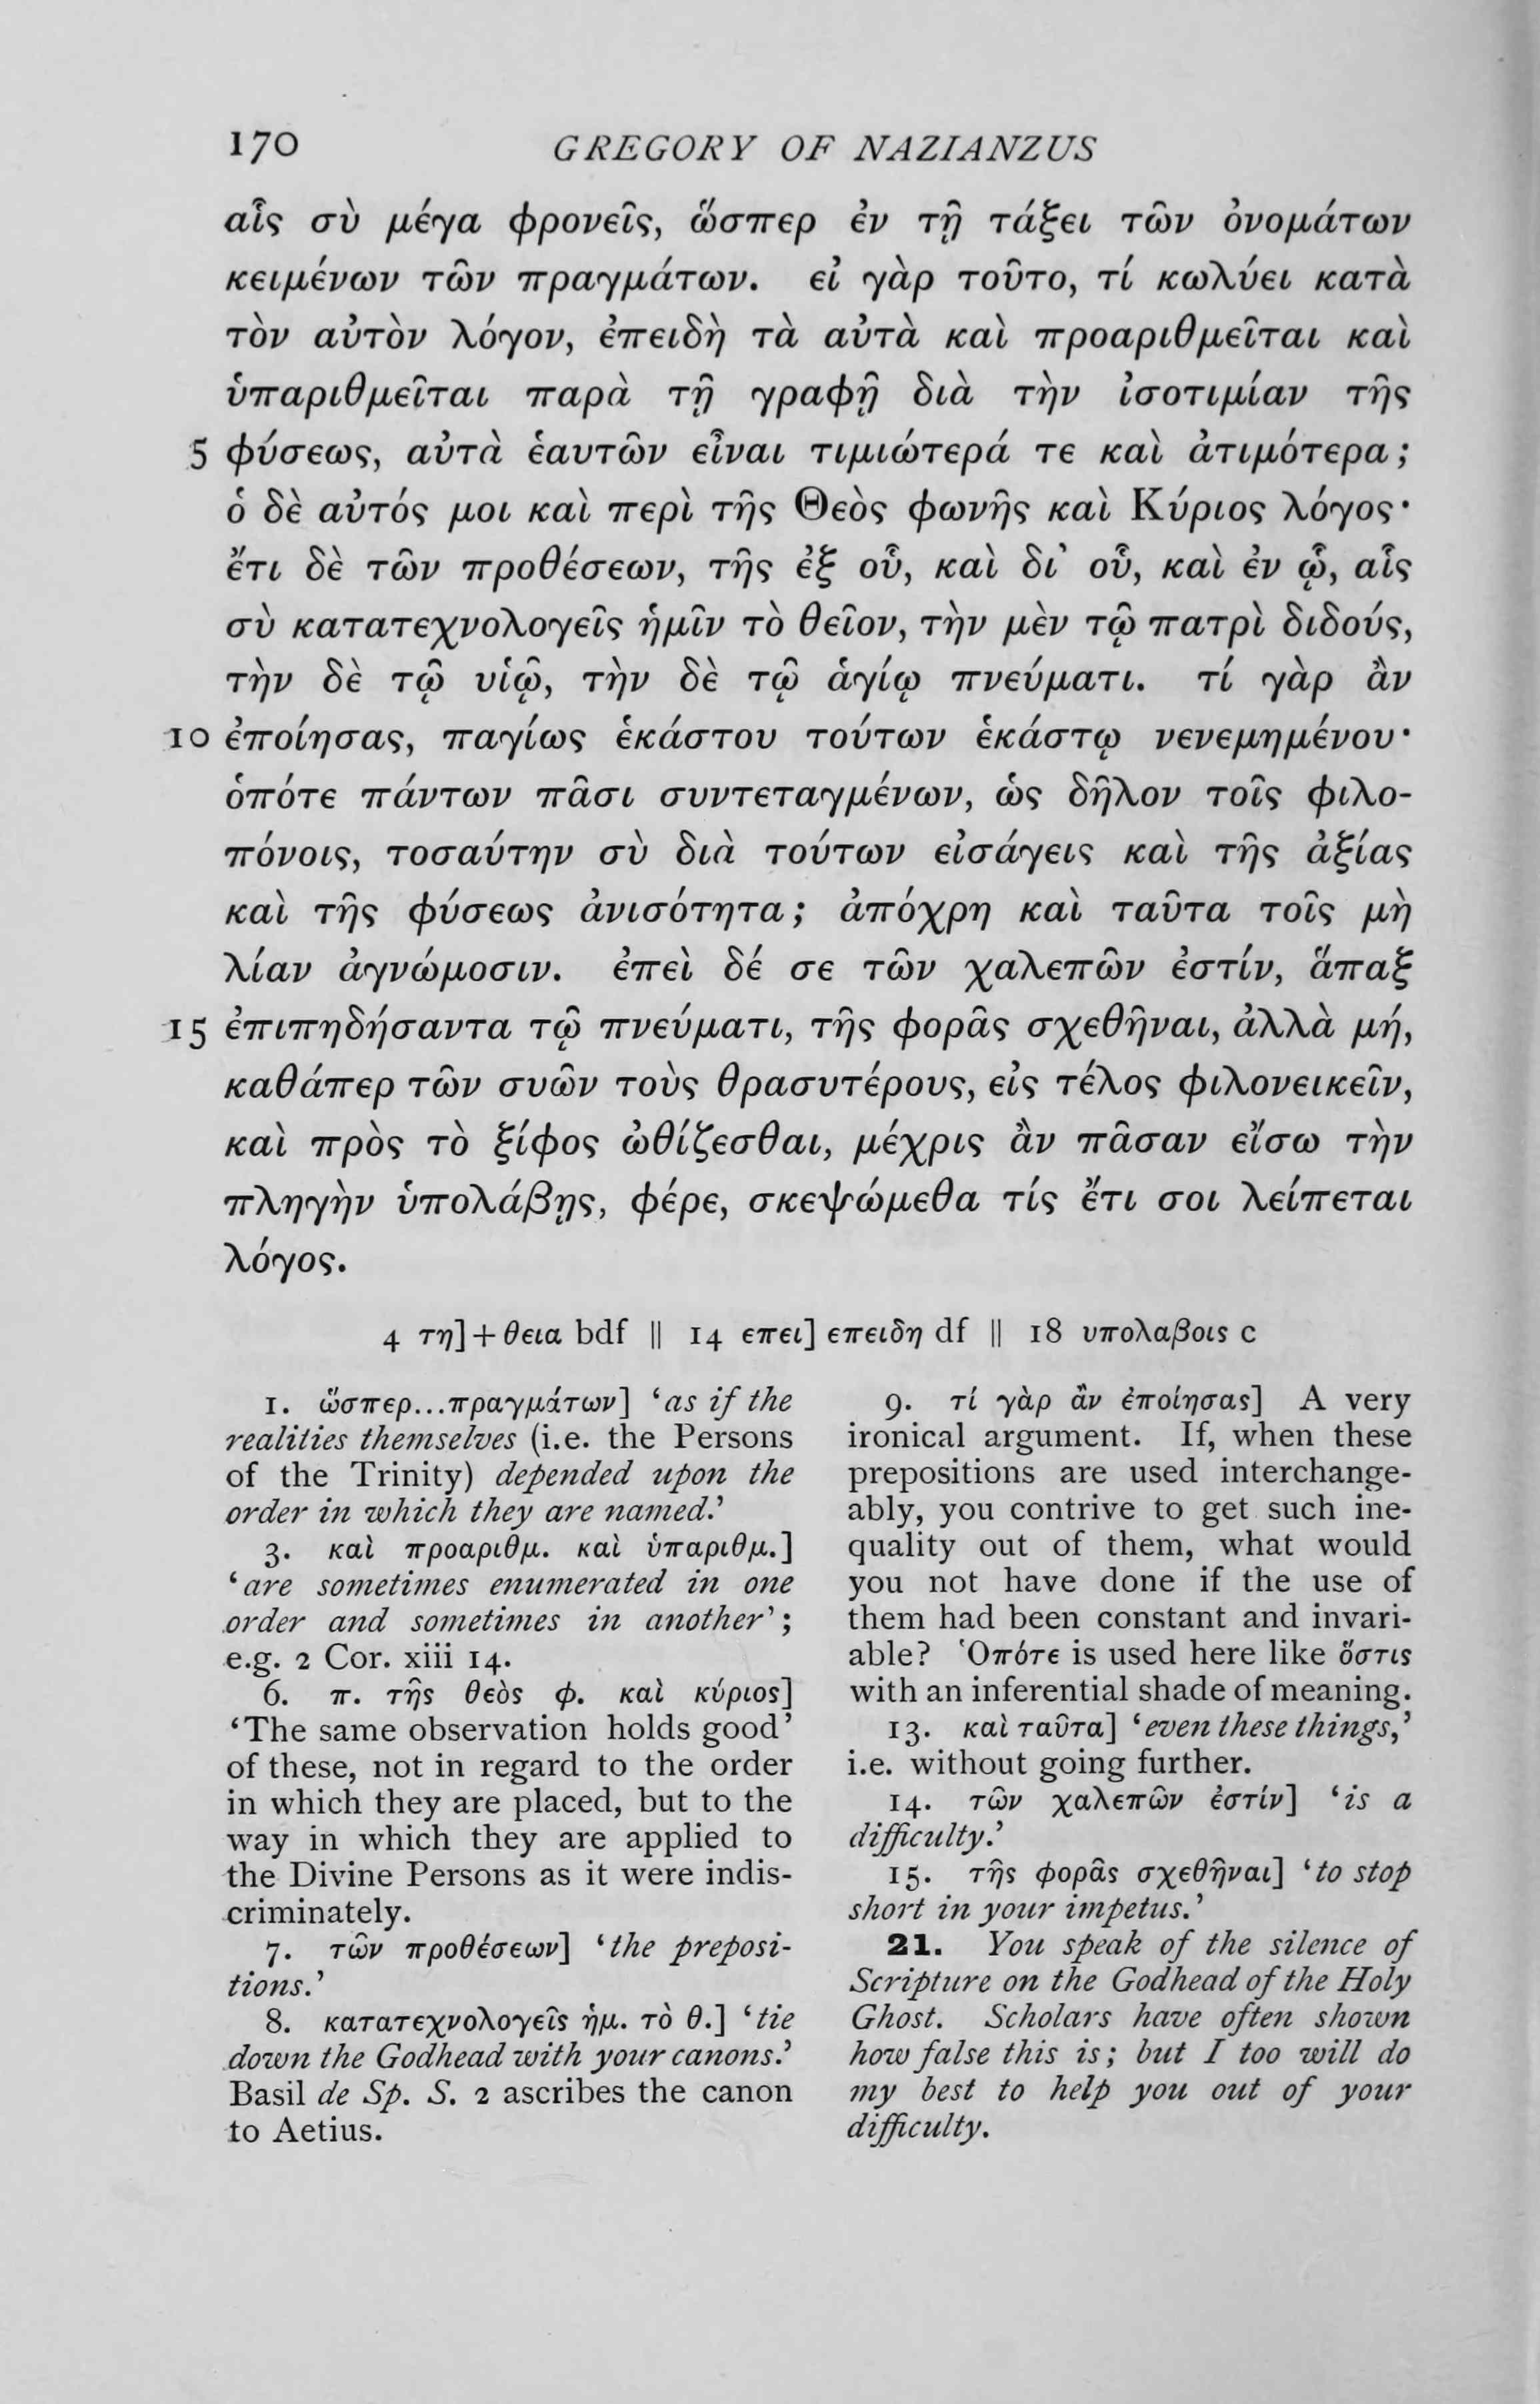 170 GREGORY OF NAZIANZUS
αἷς σὺ μέγα φρονεῖς, ὥσπερ ἐν τῇ τάξει τῶν ὀνομάτων
κειμένων τῶν πραγμάτων. εἰ γὰρ τοῦτο, τί κωλύει κατὰ
τὸν αὐτὸν λόγον, ἐπειδὴ τὰ αὐτὰ καὶ προαριθμεῖται καὶ
ὑπαριθμεῖται παρὰ τῇ γραφῇ διὰ τὴν ἰσοτιμίαν τῆς
5 φύσεως, αὐτὰ ἑαυτῶν εἶναι τιμιώτερά τε καὶ ἀτιμότερα;
ὁ δὲ αὐτός μοι καὶ περὶ τῆς Θεὸς φωνῆς καὶ Κύριος λόγος·
ἔτι δὲ τῶν προθέσεων, τῆς ἐξ οὗ, καὶ δι᾽ οὗ, καὶ ἐν ᾧ, αἷς
σὺ κατατεχνολογεῖς ἡμῖν τὸ θεῖον, τὴν μὲν τῷ πατρὶ διδούς,
τὴν δὲ τῷ υἱῷ, τὴν δὲ τῷ ἁγίῳ πνεύματι. τί γὰρ ἂν
10 ἐποίησας, παγίως ἑκάστου τούτων ἑκάστῳ νενεμημένου·
ὁπότε πάντων πᾶσι συντεταγμένων, ὡς δῆλον τοῖς φιλο-
πόνοις, τοσαύτην σὺ διὰ τούτων εἰσάγεις καὶ τῆς ἀξίας
καὶ τῆς φύσεως ἀνισότητα; ἀπόχρη καὶ ταῦτα τοῖς μὴ
λίαν ἀγνώμοσιν. ἐπεὶ δέ σε τῶν χαλεπῶν ἐστίν, ἅπαξ
15 ἐπιπηδήσαντα τῷ πνεύματι, τῆς φορᾶς σχεθῆναι, ἀλλὰ μή,
καθάπερ τῶν συῶν τοὺς θρασυτέρους, εἰς τέλος φιλονεικεῖν,
καὶ πρὸς τὸ ξίφος ὠθίζεσθαι, μέχρις ἂν πᾶσαν εἴσω τὴν
πληγὴν ὑπολάβῃς, φέρε, σκεψώμεθα τίς ἔτι σοι λείπεται
λόγος.
4 τη]+θεια bdf || 14 επει] επειδη df || 18 υπολαβοις c
1. ὥσπερ...πραγμάτων] ‘as if the
realities themselves (i.e. the Persons
of the Trinity) depended upon the
order in which they are named.’
3. καὶ προαριθμ. καὶ ὑπαριθμ.]
‘are sometimes enumerated in one
order and sometimes in another’;
e.g. 2 Cor. xiii 14.
6. π. τῆς θεὸς φ. καὶ κύριος]
‘The same observation holds good’
of these, not in regard to the order
in which they are placed, but to the
way in which they are applied to
the Divine Persons as it were indis-
criminately.
7. τῶν προθέσεων] ‘the preposi-
tions.’
8. κατατεχνολογεῖς ἡμ. τὸ θ.] ‘tie
down the Godhead with your canons.’
Basil de Sp. S. 2 ascribes the canon
to Aetius.
9. τί γὰρ ἂν ἐποίησας] A very
ironical argument. If, when these
prepositions are used interchange-
ably, you contrive to get such ine-
quality out of them, what would
you not have done if the use of
them had been constant and invari-
able? Ὁπότε is used here like ὅστις
with an inferential shade of meaning.
13. καὶ ταῦτα] ‘even these things,’
i.e. without going further.
14. τῶν χαλεπῶν ἐστίν] ‘is a
difficulty.’
15. τῆς φορᾶς σχεθῆναι] ‘to stop
short in your impetus.’
21. You speak of the silence of
Scripture on the Godhead of the Holy
Ghost. Scholars have often shown
how false this is; but I too will do
my best to help you out of your
difficulty.